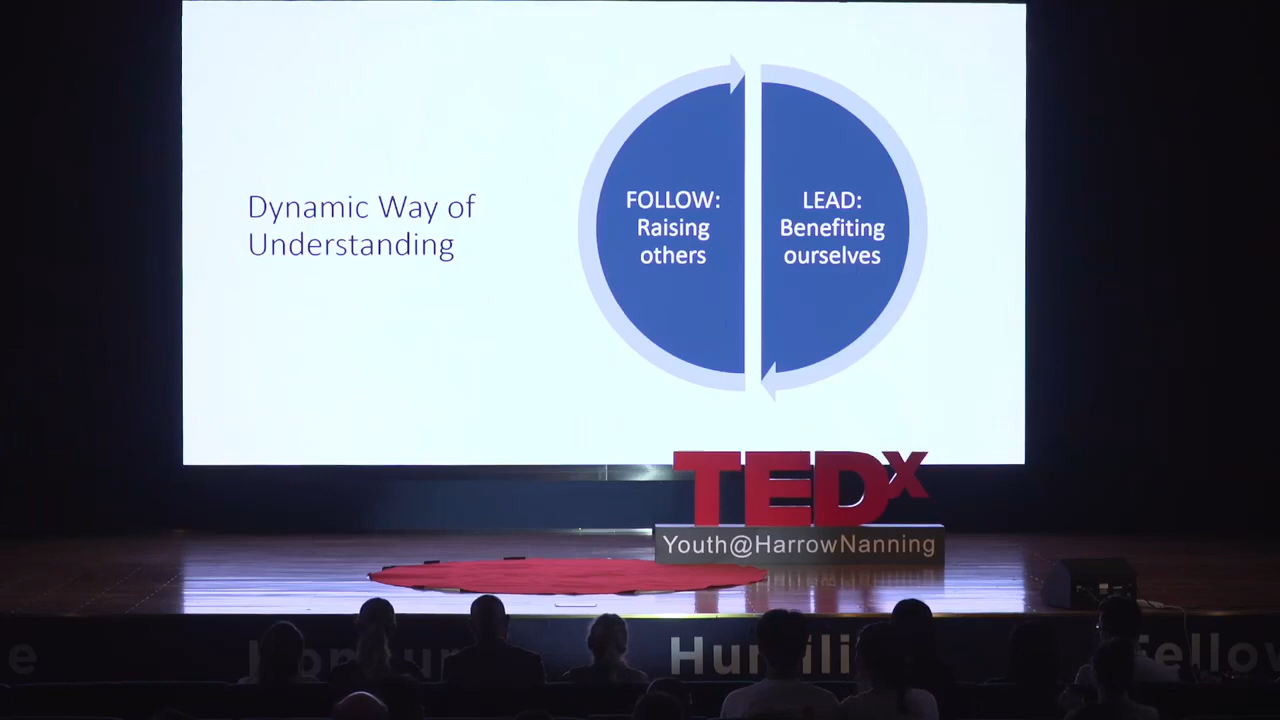 Dynamic Way of
Understanding
FOLLOW:
Raising
others
LEAD:
Benefiting
ourselves
TEDx
Youth@HarrowNanning